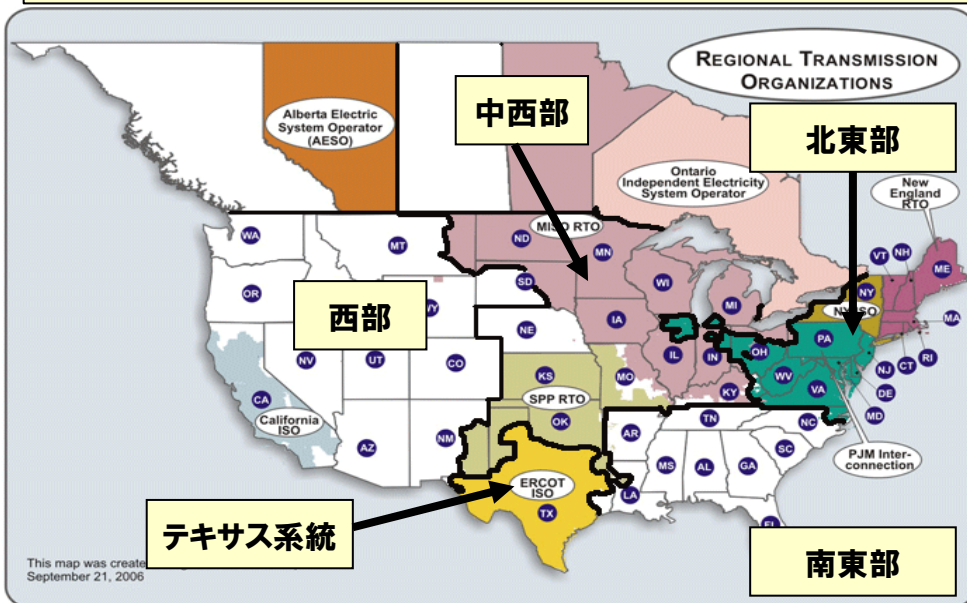 REGIONAL TRANSMISSION
ORGANIZATIONS
中西部
北東部
Alberta Electric
System Operator
(AESO)
Ontario
Independent Electricity
System Operator
New
England
RTO
MISO RTO
WA
MT
ND
MN
VT
NH
ME
OR
SD
WI
MI
NY
MA
西部
IA
PA
NE
NV
UT
CO
IL
IN
OH
NJ
CT
RI
WV
DE
CA
KS
MO
KY
VA
MD
California
ISO
SPP RTO
AZ
NM
OK
AR
TN
NC
SC
PJM Inter-
connection
MS
AL
GA
ERCOT
ISO
LA
TX
テキサス系統
南東部
This map was create
September 21, 2006